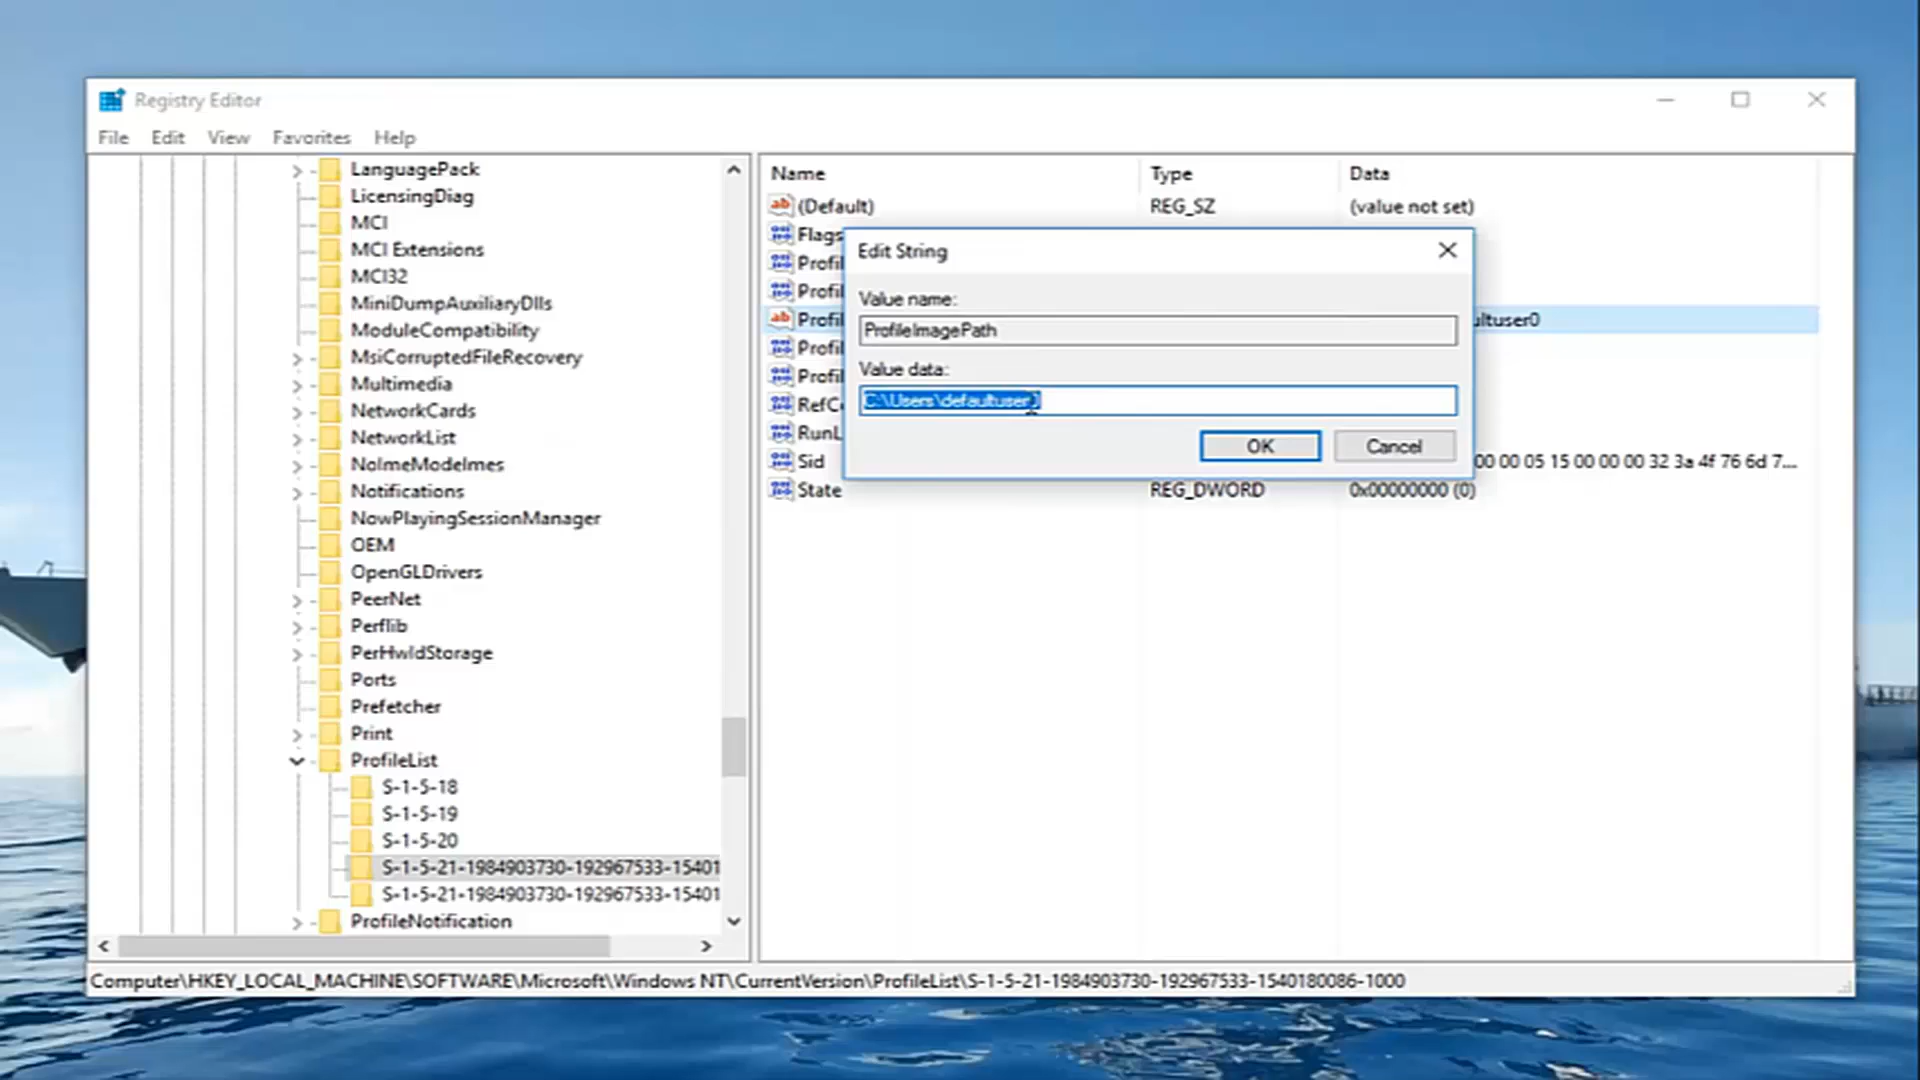 Registry Editor
File Edit View Favorites Help
LanguagePack
LicensingDiag
MCI
MCI Extensions
MCI32
MiniDumpAuxiliaryDlls
ModuleCompatibility
MsiCorruptedFileRecovery
Multimedia
NetworkCards
NetworkList
NoImeModeImes
Notifications
NowPlayingSessionManager
OEM
OpenGLDrivers
PeerNet
Perflib
PerHwIdStorage
Ports
Prefetcher
Print
ProfileList
S-1-5-18
S-1-5-19
S-1-5-20
S-1-5-21-1984903730-192967533-15401
S-1-5-21-1984903730-192967533-15401
ProfileNotification
Name Type Data
(Default) REG_SZ (value not set)
Flags
Profil
Profil
Profil ultuser0
Profil
Profil
RefC
RunL
Sid 00 00 05 15 00 00 00 32 3a 4f 76 6d 7...
State REG_DWORD 0x00000000 (0)
Edit String
Value name:
ProfileImagePath
Value data:
C:\Users\defaultuser0
OK Cancel
Computer\HKEY_LOCAL_MACHINE\SOFTWARE\Microsoft\Windows NT\CurrentVersion\ProfileList\S-1-5-21-1984903730-192967533-1540180086-1000